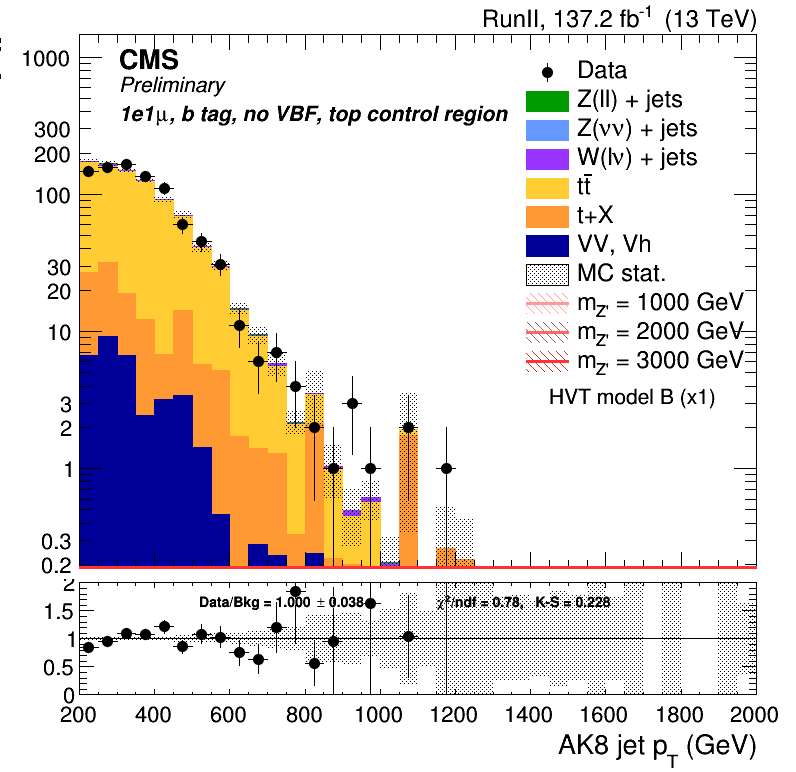 RunII, 137.2 fb⁻¹ (13 TeV)
CMS
Preliminary
1e1μ, b tag, no VBF, top control region
Data
Z(ll) + jets
Z(νν) + jets
W(lν) + jets
tt̄
t+X
VV, Vh
MC stat.
m_Z' = 1000 GeV
m_Z' = 2000 GeV
m_Z' = 3000 GeV
HVT model B (x1)
1000
300
200
100
30
20
10
3
2
1
0.3
0.2
Data/Bkg = 1.000 ± 0.038
χ²/ndf = 0.78, K-S = 0.228
2
1.5
1
0.5
0
200 400 600 800 1000 1200 1400 1600 1800 2000
AK8 jet p_T (GeV)